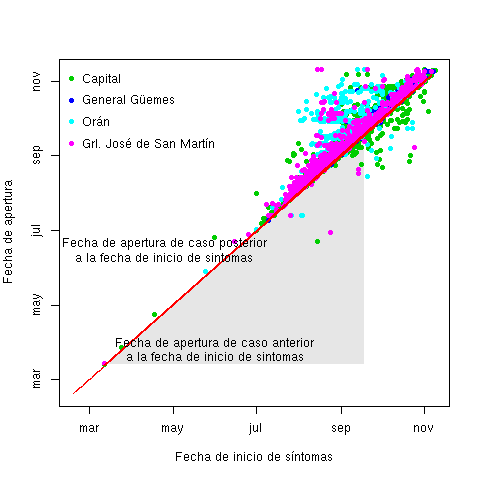 Capital
General Güemes
Orán
Grl. José de San Martín
Fecha de apertura de caso posterior
a la fecha de inicio de sintomas
Fecha de apertura de caso anterior
a la fecha de inicio de sintomas
nov
sep
jul
may
mar
Fecha de apertura
mar may jul sep nov
Fecha de inicio de síntomas